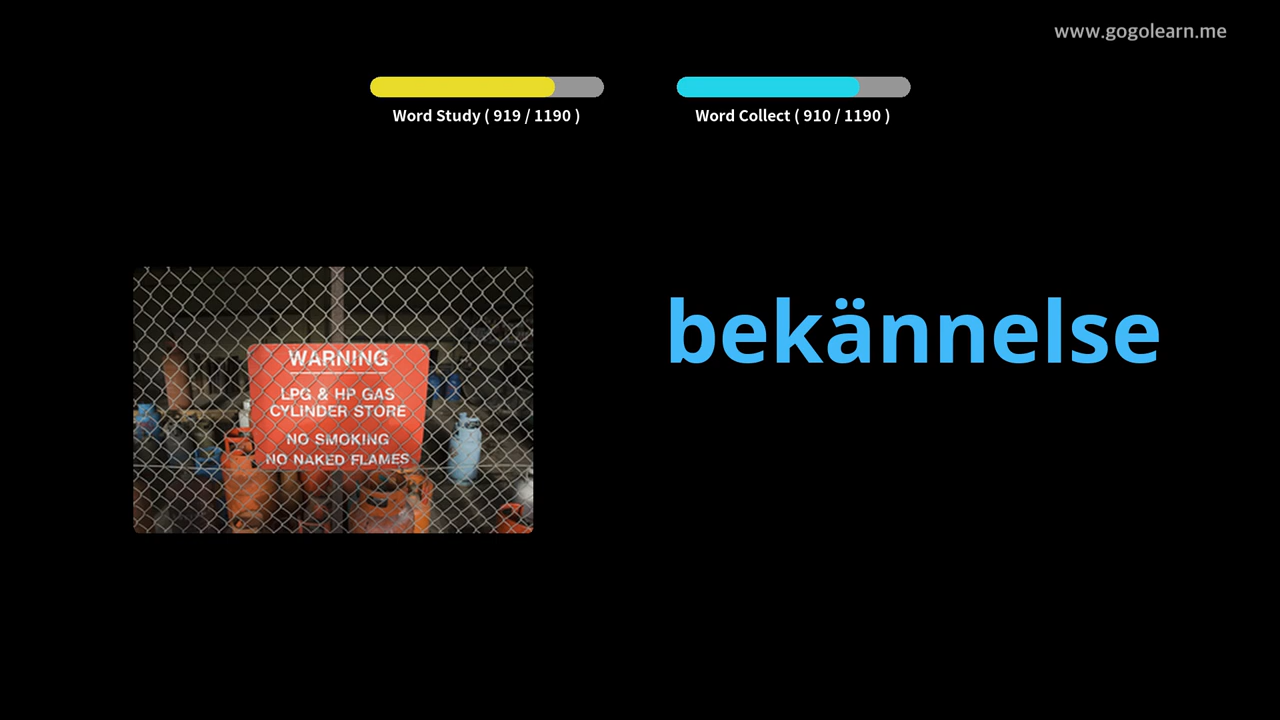 www.gogolearn.me
Word Study ( 919 / 1190 )
Word Collect ( 910 / 1190 )
bekännelse
WARNING
LPG & HP GAS
CYLINDER STORE
NO SMOKING
NO NAKED FLAMES